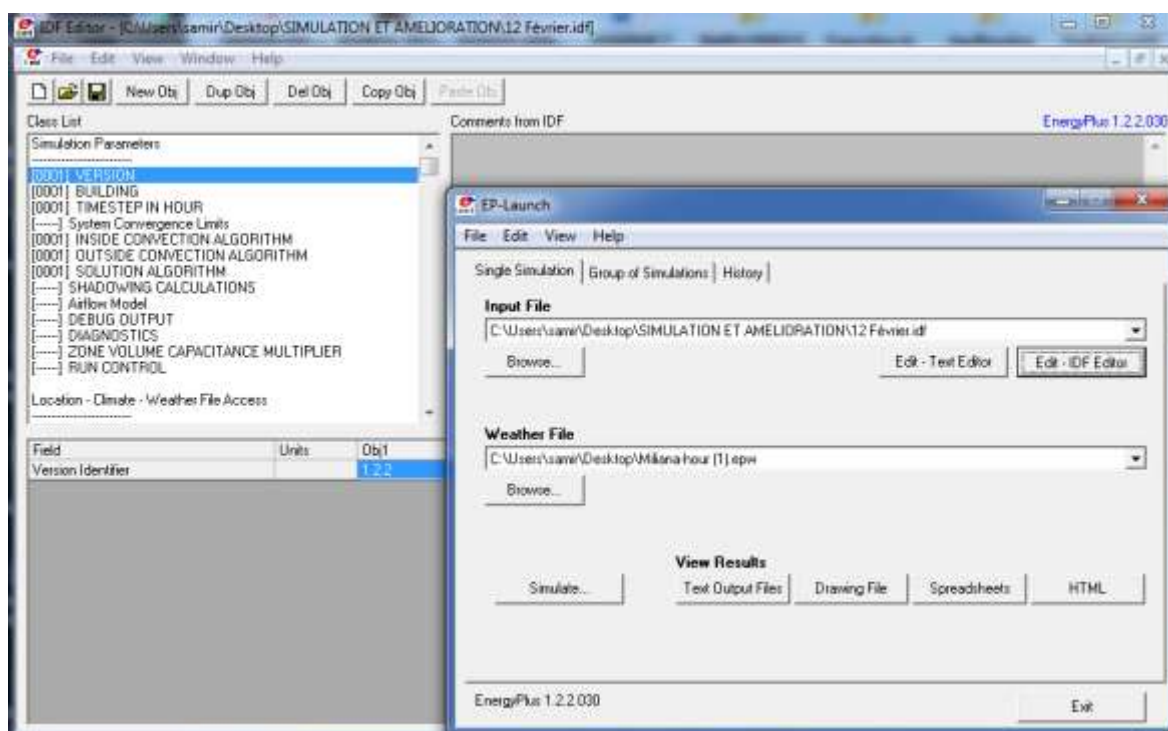 IDF Editor - [C:\Users\samir\Desktop\SIMULATION ET AMELIORATION\12 Février.idf]
File Edit View Window Help
New Obj Dup Obj Del Obj Copy Obj Paste Obj
Class List
Comments from IDF
EnergyPlus 1.2.2.030
Simulation Parameters
------------------------
[0001] VERSION
[0001] BUILDING
[0001] TIMESTEP IN HOUR
[-----] System Convergence Limits
[0001] INSIDE CONVECTION ALGORITHM
[0001] OUTSIDE CONVECTION ALGORITHM
[0001] SOLUTION ALGORITHM
[-----] SHADOWING CALCULATIONS
[-----] Airflow Model
[-----] DEBUG OUTPUT
[-----] DIAGNOSTICS
[-----] ZONE VOLUME CAPACITANCE MULTIPLIER
[-----] RUN CONTROL
Location - Climate - Weather File Access
------------------------
Field Units Obj1
Version Identifier 1.2.2
EP-Launch
File Edit View Help
Single Simulation Group of Simulations History
Input File
C:\Users\samir\Desktop\SIMULATION ET AMELIORATION\12 Février.idf
Browse... Edit - Text Editor Edit - IDF Editor
Weather File
C:\Users\samir\Desktop\Miliana-hour (1).epw
Browse...
View Results
Simulate... Text Output Files Drawing File Spreadsheets HTML
EnergyPlus 1.2.2.030
Exit